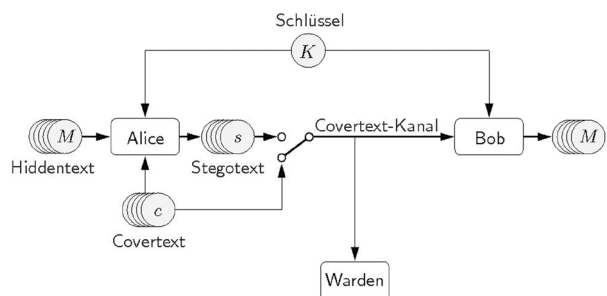 Schlüssel
K
M
Alice
s
Covertext-Kanal
Bob
M
Hiddentext
Stegotext
c
Covertext
Warden